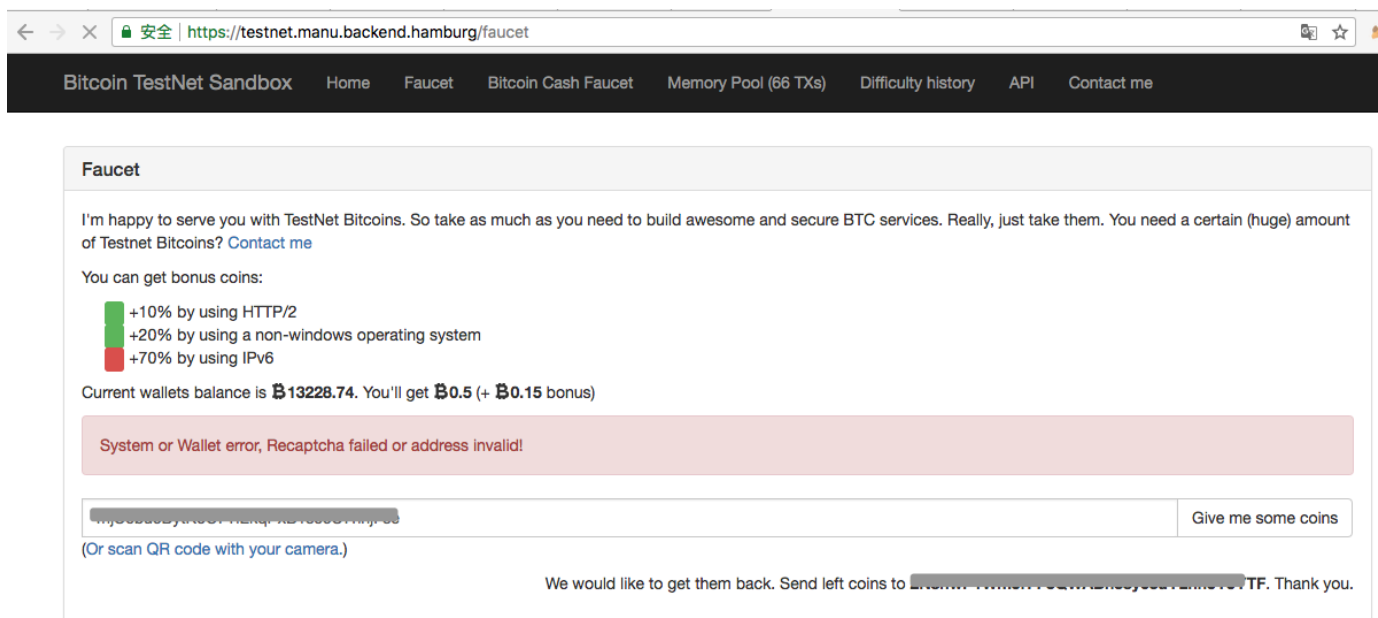 安全 | https://testnet.manu.backend.hamburg/faucet
Bitcoin TestNet Sandbox Home Faucet Bitcoin Cash Faucet Memory Pool (66 TXs) Difficulty history API Contact me
Faucet
I'm happy to serve you with TestNet Bitcoins. So take as much as you need to build awesome and secure BTC services. Really, just take them. You need a certain (huge) amount
of Testnet Bitcoins? Contact me
You can get bonus coins:
+10% by using HTTP/2
+20% by using a non-windows operating system
+70% by using IPv6
Current wallets balance is ₿13228.74. You'll get ₿0.5 (+ ₿0.15 bonus)
System or Wallet error, Recaptcha failed or address invalid!
Give me some coins
(Or scan QR code with your camera.)
We would like to get them back. Send left coins to TF. Thank you.